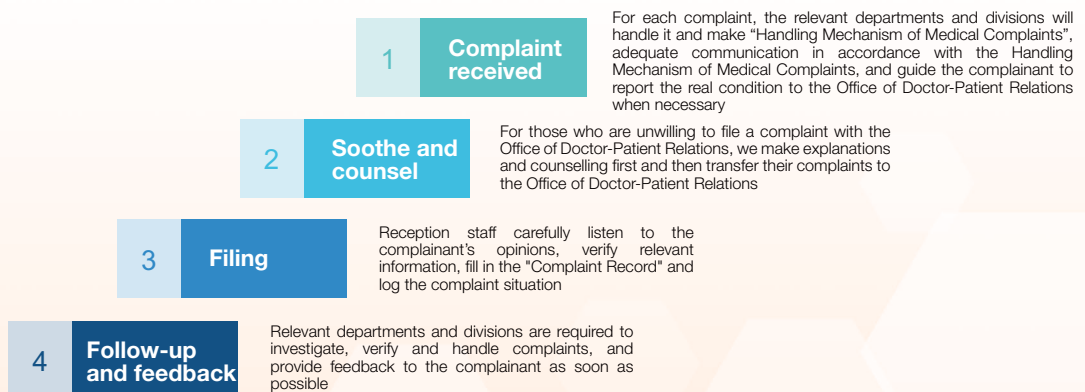 1
Complaint
received
For each complaint, the relevant departments and divisions will
handle it and make “Handling Mechanism of Medical Complaints”,
adequate communication in accordance with the Handling
Mechanism of Medical Complaints, and guide the complainant to
report the real condition to the Office of Doctor-Patient Relations
when necessary
2
Soothe and
counsel
For those who are unwilling to file a complaint with the
Office of Doctor-Patient Relations, we make explanations
and counselling first and then transfer their complaints to
the Office of Doctor-Patient Relations
3
Filing
Reception staff carefully listen to the
complainant’s opinions, verify relevant
information, fill in the "Complaint Record" and
log the complaint situation
4
Follow-up
and feedback
Relevant departments and divisions are required to
investigate, verify and handle complaints, and
provide feedback to the complainant as soon as
possible